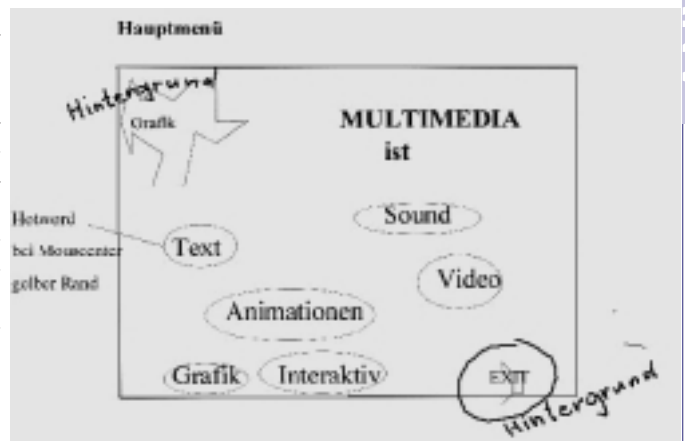 Hauptmenü
Hintergrund
Grafik
MULTIMEDIA
ist
Hotword
bei Mouseenter
gelber Rand
Sound
Text
Video
Animationen
Grafik
Interaktiv
EXIT
Hintergrund